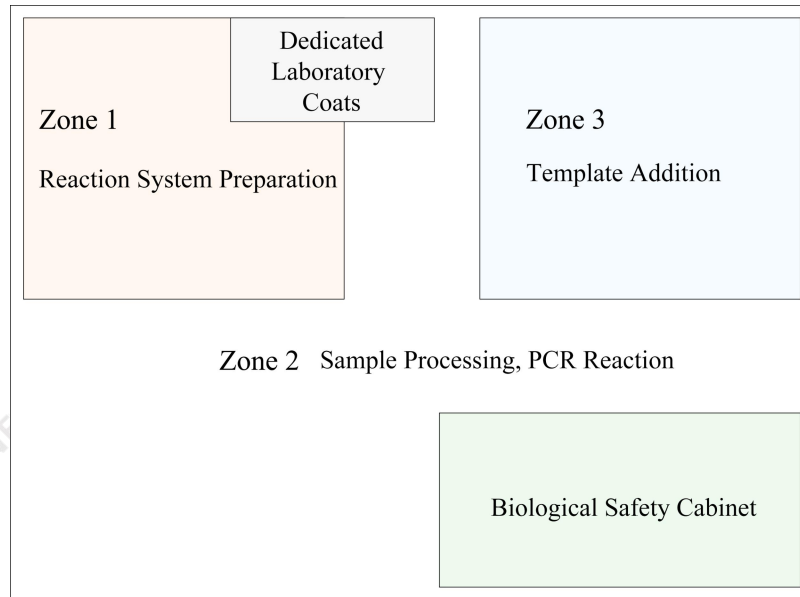 Dedicated
Laboratory
Coats
Zone 1
Reaction System Preparation
Zone 3
Template Addition
Zone 2 Sample Processing, PCR Reaction
Biological Safety Cabinet